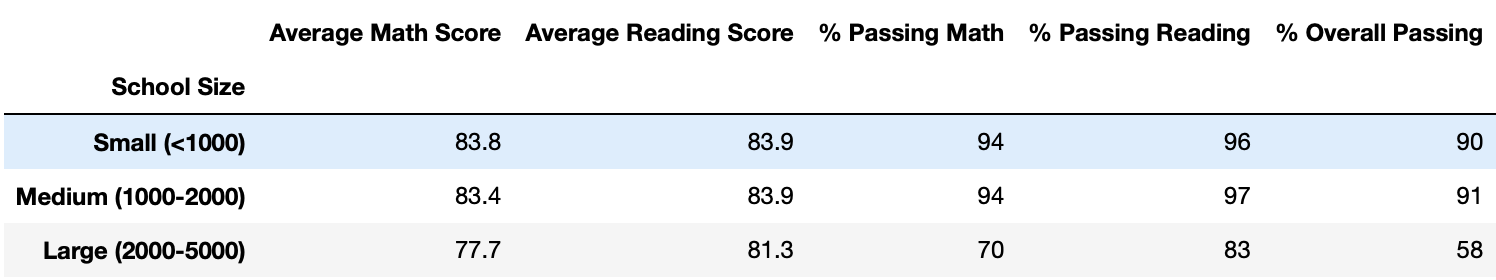 Average Math Score Average Reading Score % Passing Math % Passing Reading % Overall Passing
School Size
Small (<1000) 83.8 83.9 94 96 90
Medium (1000-2000) 83.4 83.9 94 97 91
Large (2000-5000) 77.7 81.3 70 83 58